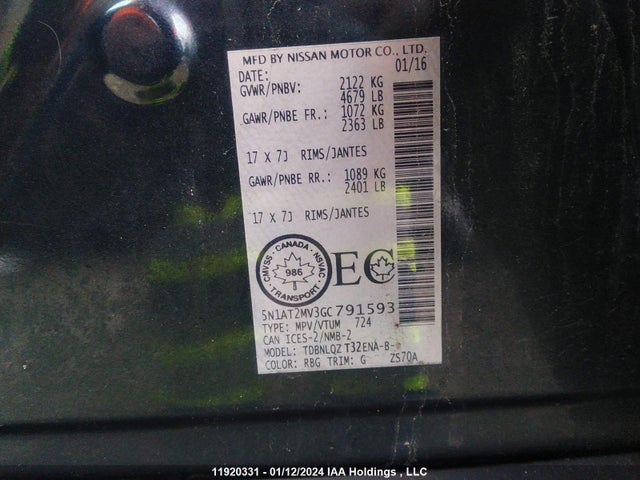 MFD BY NISSAN MOTOR CO., LTD.
DATE: 01/16
GVWR/PNBV: 2122 KG
4679 LB
GAWR/PNBE FR.: 1072 KG
2363 LB
17 X 7J RIMS/JANTES
GAWR/PNBE RR.: 1089 KG
2401 LB
17 X 7J RIMS/JANTES
CMVSS · CANADA · NSVAC
986
TRANSPORT
EC
5N1AT2MV3GC791593
TYPE: MPV/VTUM 724
CAN ICES-2/NMB-2
MODEL: TDBNLQZ T32ENA-B-
COLOR: RBG TRIM: G ZS70A
11920331 - 01/12/2024 IAA Holdings , LLC